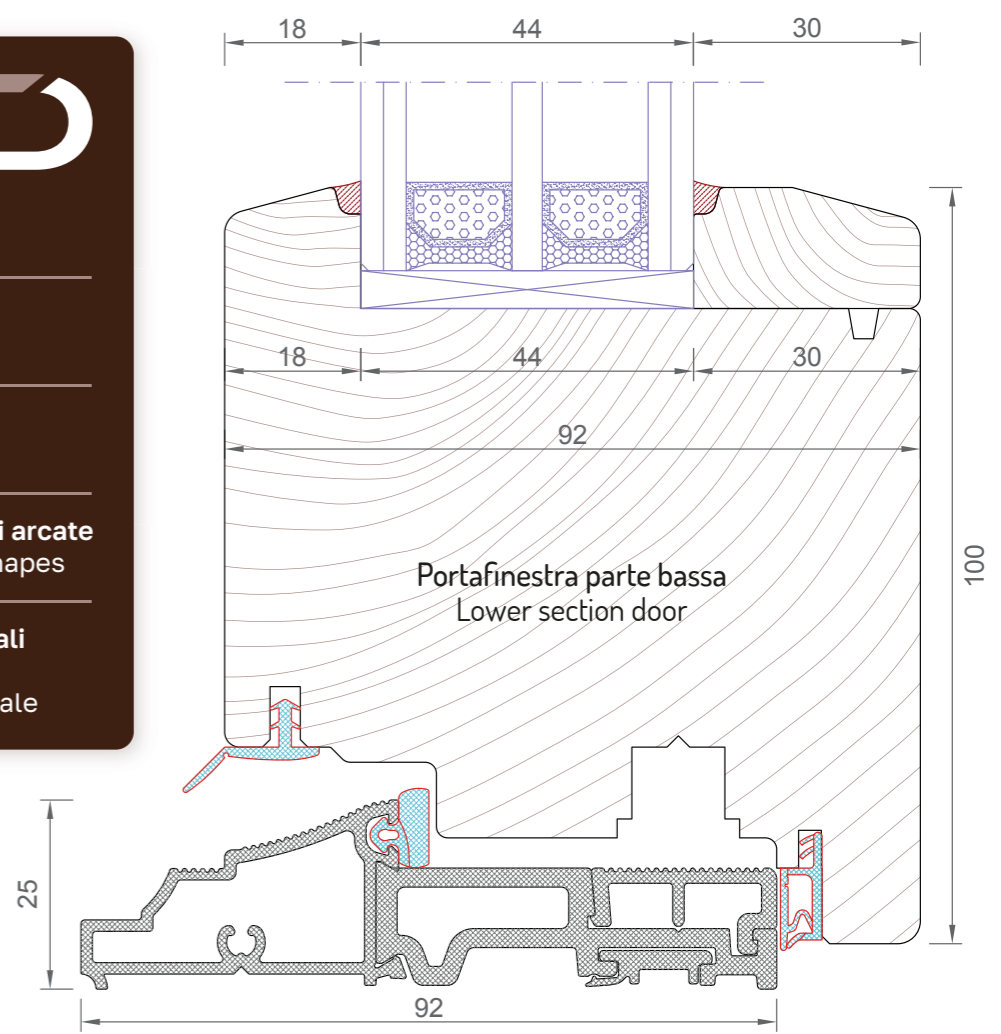 18 44 30
i arcate
napes
ali
ale
18 44 30
92
Portafinestra parte bassa
Lower section door
100
25
92